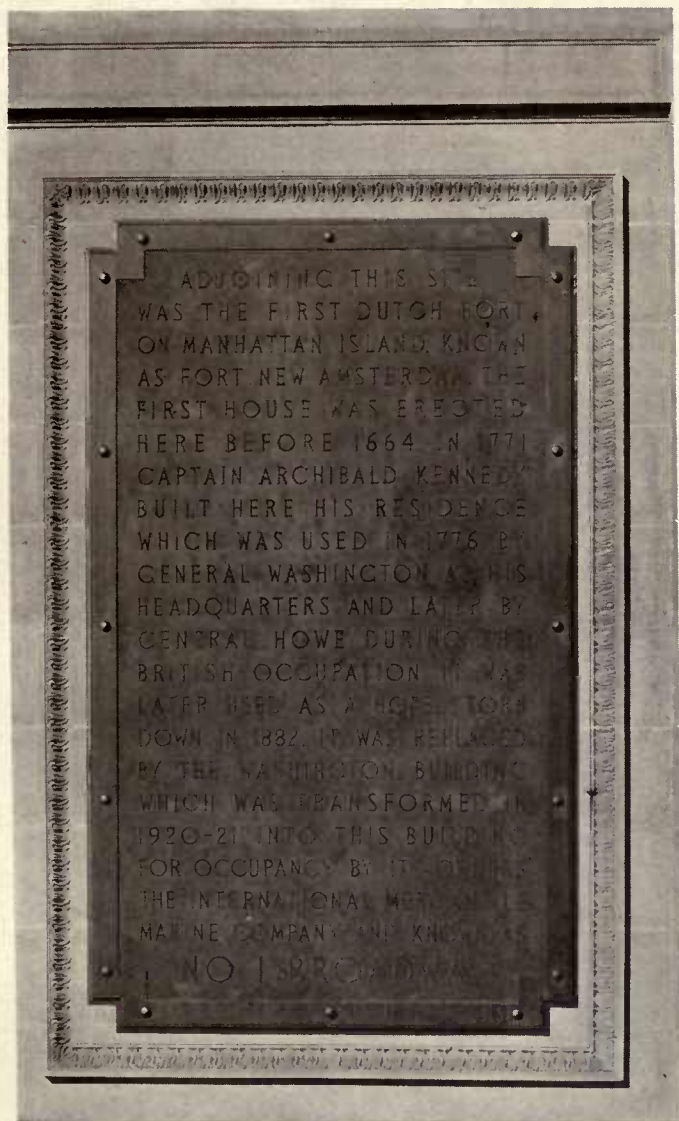 ADJOINING THIS SITE
WAS THE FIRST DUTCH FORT
ON MANHATTAN ISLAND, KNOWN
AS FORT NEW AMSTERDAM. THE
FIRST HOUSE WAS ERECTED
HERE BEFORE 1664. IN 1771
CAPTAIN ARCHIBALD KENNEDY
BUILT HERE HIS RESIDENCE
WHICH WAS USED IN 1776 BY
GENERAL WASHINGTON AS HIS
HEADQUARTERS AND LATER BY
GENERAL HOWE DURING THE
BRITISH OCCUPATION. IT WAS
LATER USED AS A HOTEL. TORN
DOWN IN 1882, IT WAS REPLACED
BY THE WASHINGTON BUILDING
WHICH WAS TRANSFORMED IN
1920-21 INTO THIS BUILDING
FOR OCCUPANCY BY ITS OWNERS
THE INTERNATIONAL MERCANTILE
MARINE COMPANY AND KNOWN AS
NO 1 BROADWAY